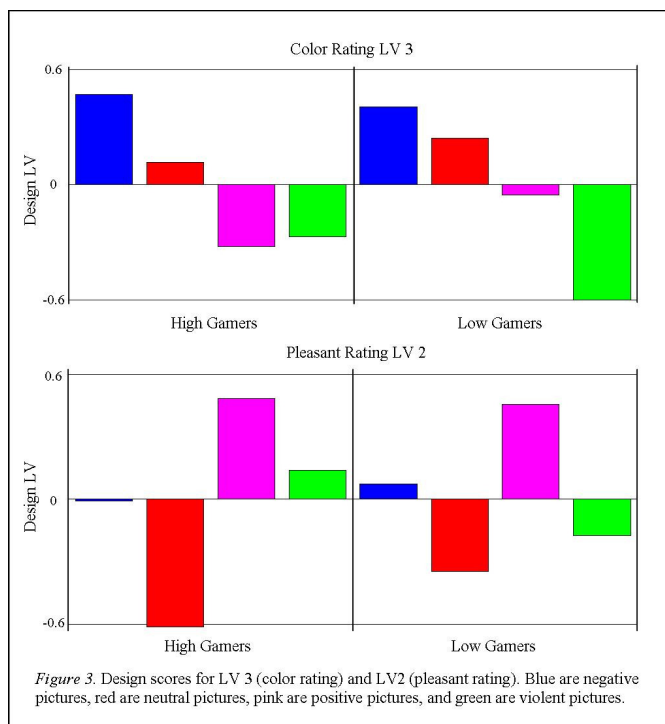 Color Rating LV 3
0.6
Design LV
0
-0.6
High Gamers Low Gamers
Pleasant Rating LV 2
0.6
Design LV
0
-0.6
High Gamers Low Gamers
Figure 3. Design scores for LV 3 (color rating) and LV2 (pleasant rating). Blue are negative
pictures, red are neutral pictures, pink are positive pictures, and green are violent pictures.